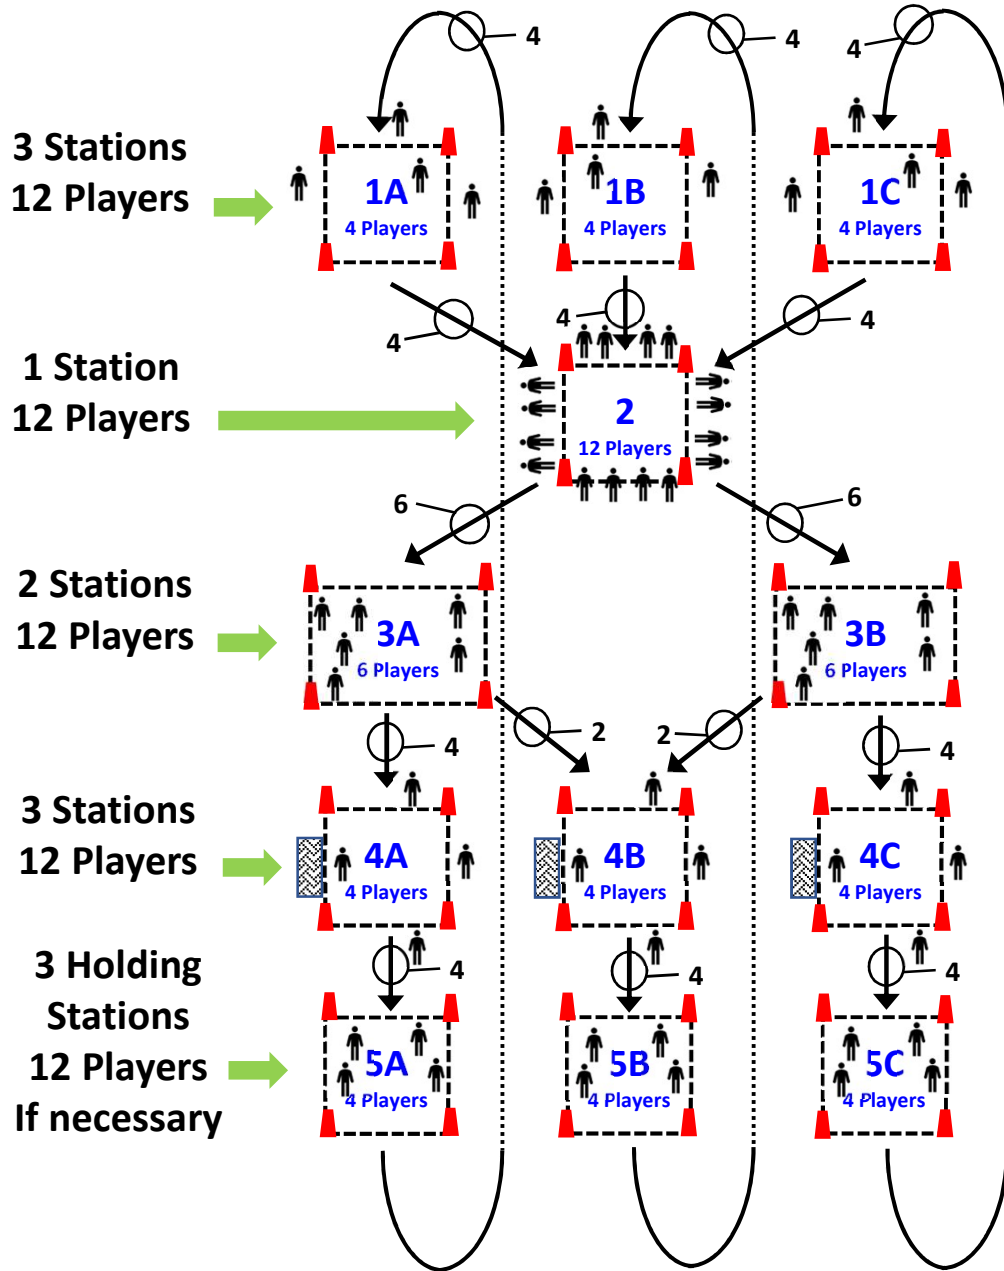 4
4
4
3 Stations
12 Players
1A
4 Players
1B
4 Players
1C
4 Players
4
4
4
1 Station
12 Players
2
12 Players
6
6
2 Stations
12 Players
3A
6 Players
3B
6 Players
4
2
2
4
3 Stations
12 Players
4A
4 Players
4B
4 Players
4C
4 Players
4
4
4
3 Holding
Stations
12 Players
If necessary
5A
4 Players
5B
4 Players
5C
4 Players